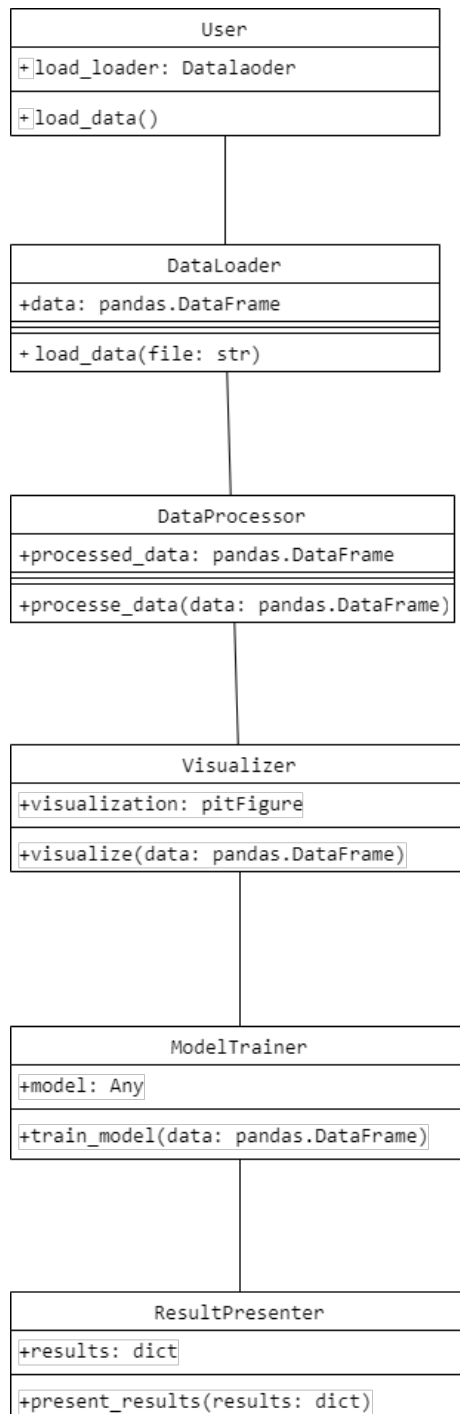 User
+load_loader: Datalaoder
+load_data()
DataLoader
+data: pandas.DataFrame
+load_data(file: str)
DataProcessor
+processed_data: pandas.DataFrame
+processe_data(data: pandas.DataFrame)
Visualizer
+visualization: pitFigure
+visualize(data: pandas.DataFrame)
ModelTrainer
+model: Any
+train_model(data: pandas.DataFrame)
ResultPresenter
+results: dict
+present_results(results: dict)